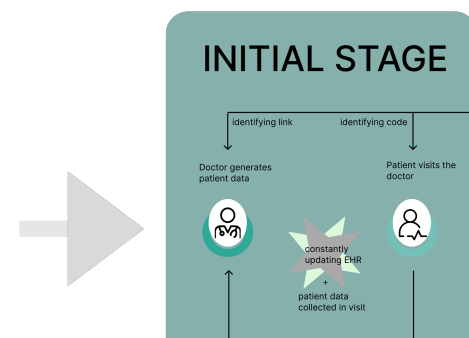 INITIAL STAGE
identifying link
identifying code
Doctor generates
patient data
Patient visits the
doctor
constantly
updating EHR
+
patient data
collected in visit